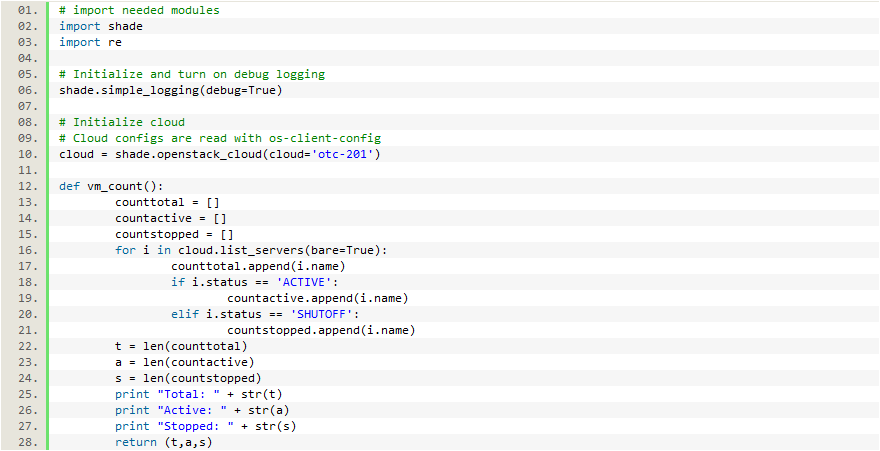 01. # import needed modules
02. import shade
03. import re
04.
05. # Initialize and turn on debug logging
06. shade.simple_logging(debug=True)
07.
08. # Initialize cloud
09. # Cloud configs are read with os-client-config
10. cloud = shade.openstack_cloud(cloud='otc-201')
11.
12. def vm_count():
13.         counttotal = []
14.         countactive = []
15.         countstopped = []
16.         for i in cloud.list_servers(bare=True):
17.                 counttotal.append(i.name)
18.                 if i.status == 'ACTIVE':
19.                         countactive.append(i.name)
20.                 elif i.status == 'SHUTOFF':
21.                         countstopped.append(i.name)
22.         t = len(counttotal)
23.         a = len(countactive)
24.         s = len(countstopped)
25.         print "Total: " + str(t)
26.         print "Active: " + str(a)
27.         print "Stopped: " + str(s)
28.         return (t,a,s)